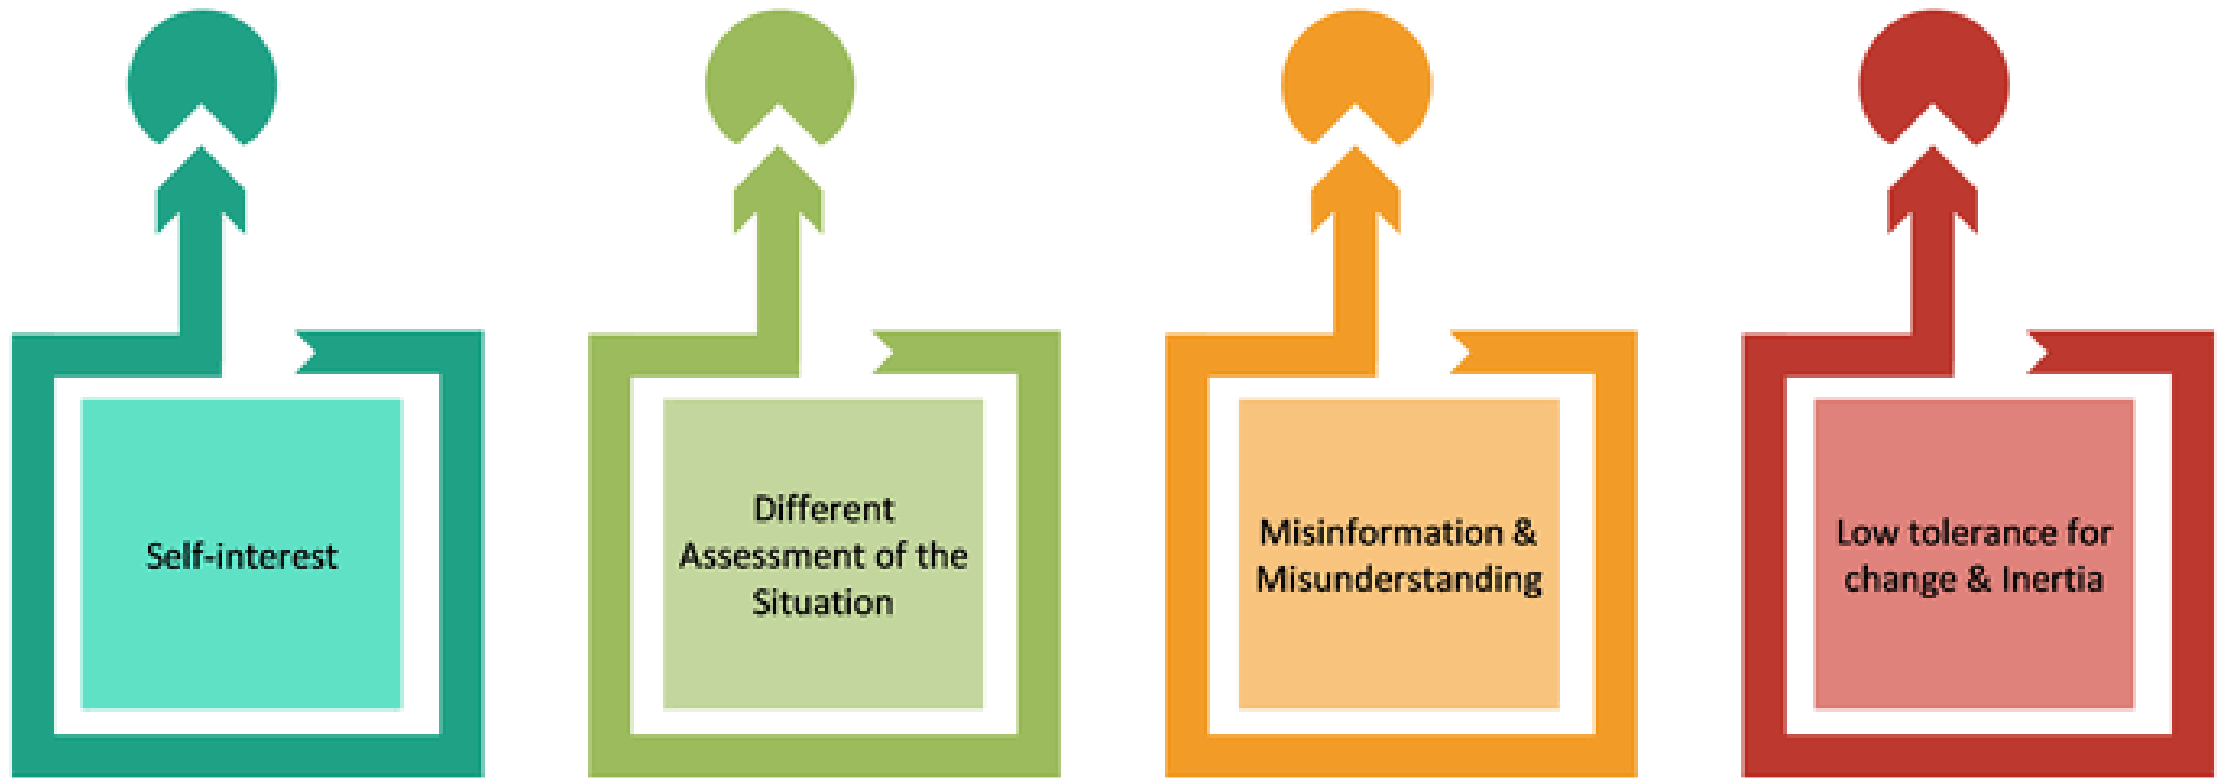 Self-interest
Different
Assessment of the
Situation
Misinformation &
Misunderstanding
Low tolerance for
change & Inertia